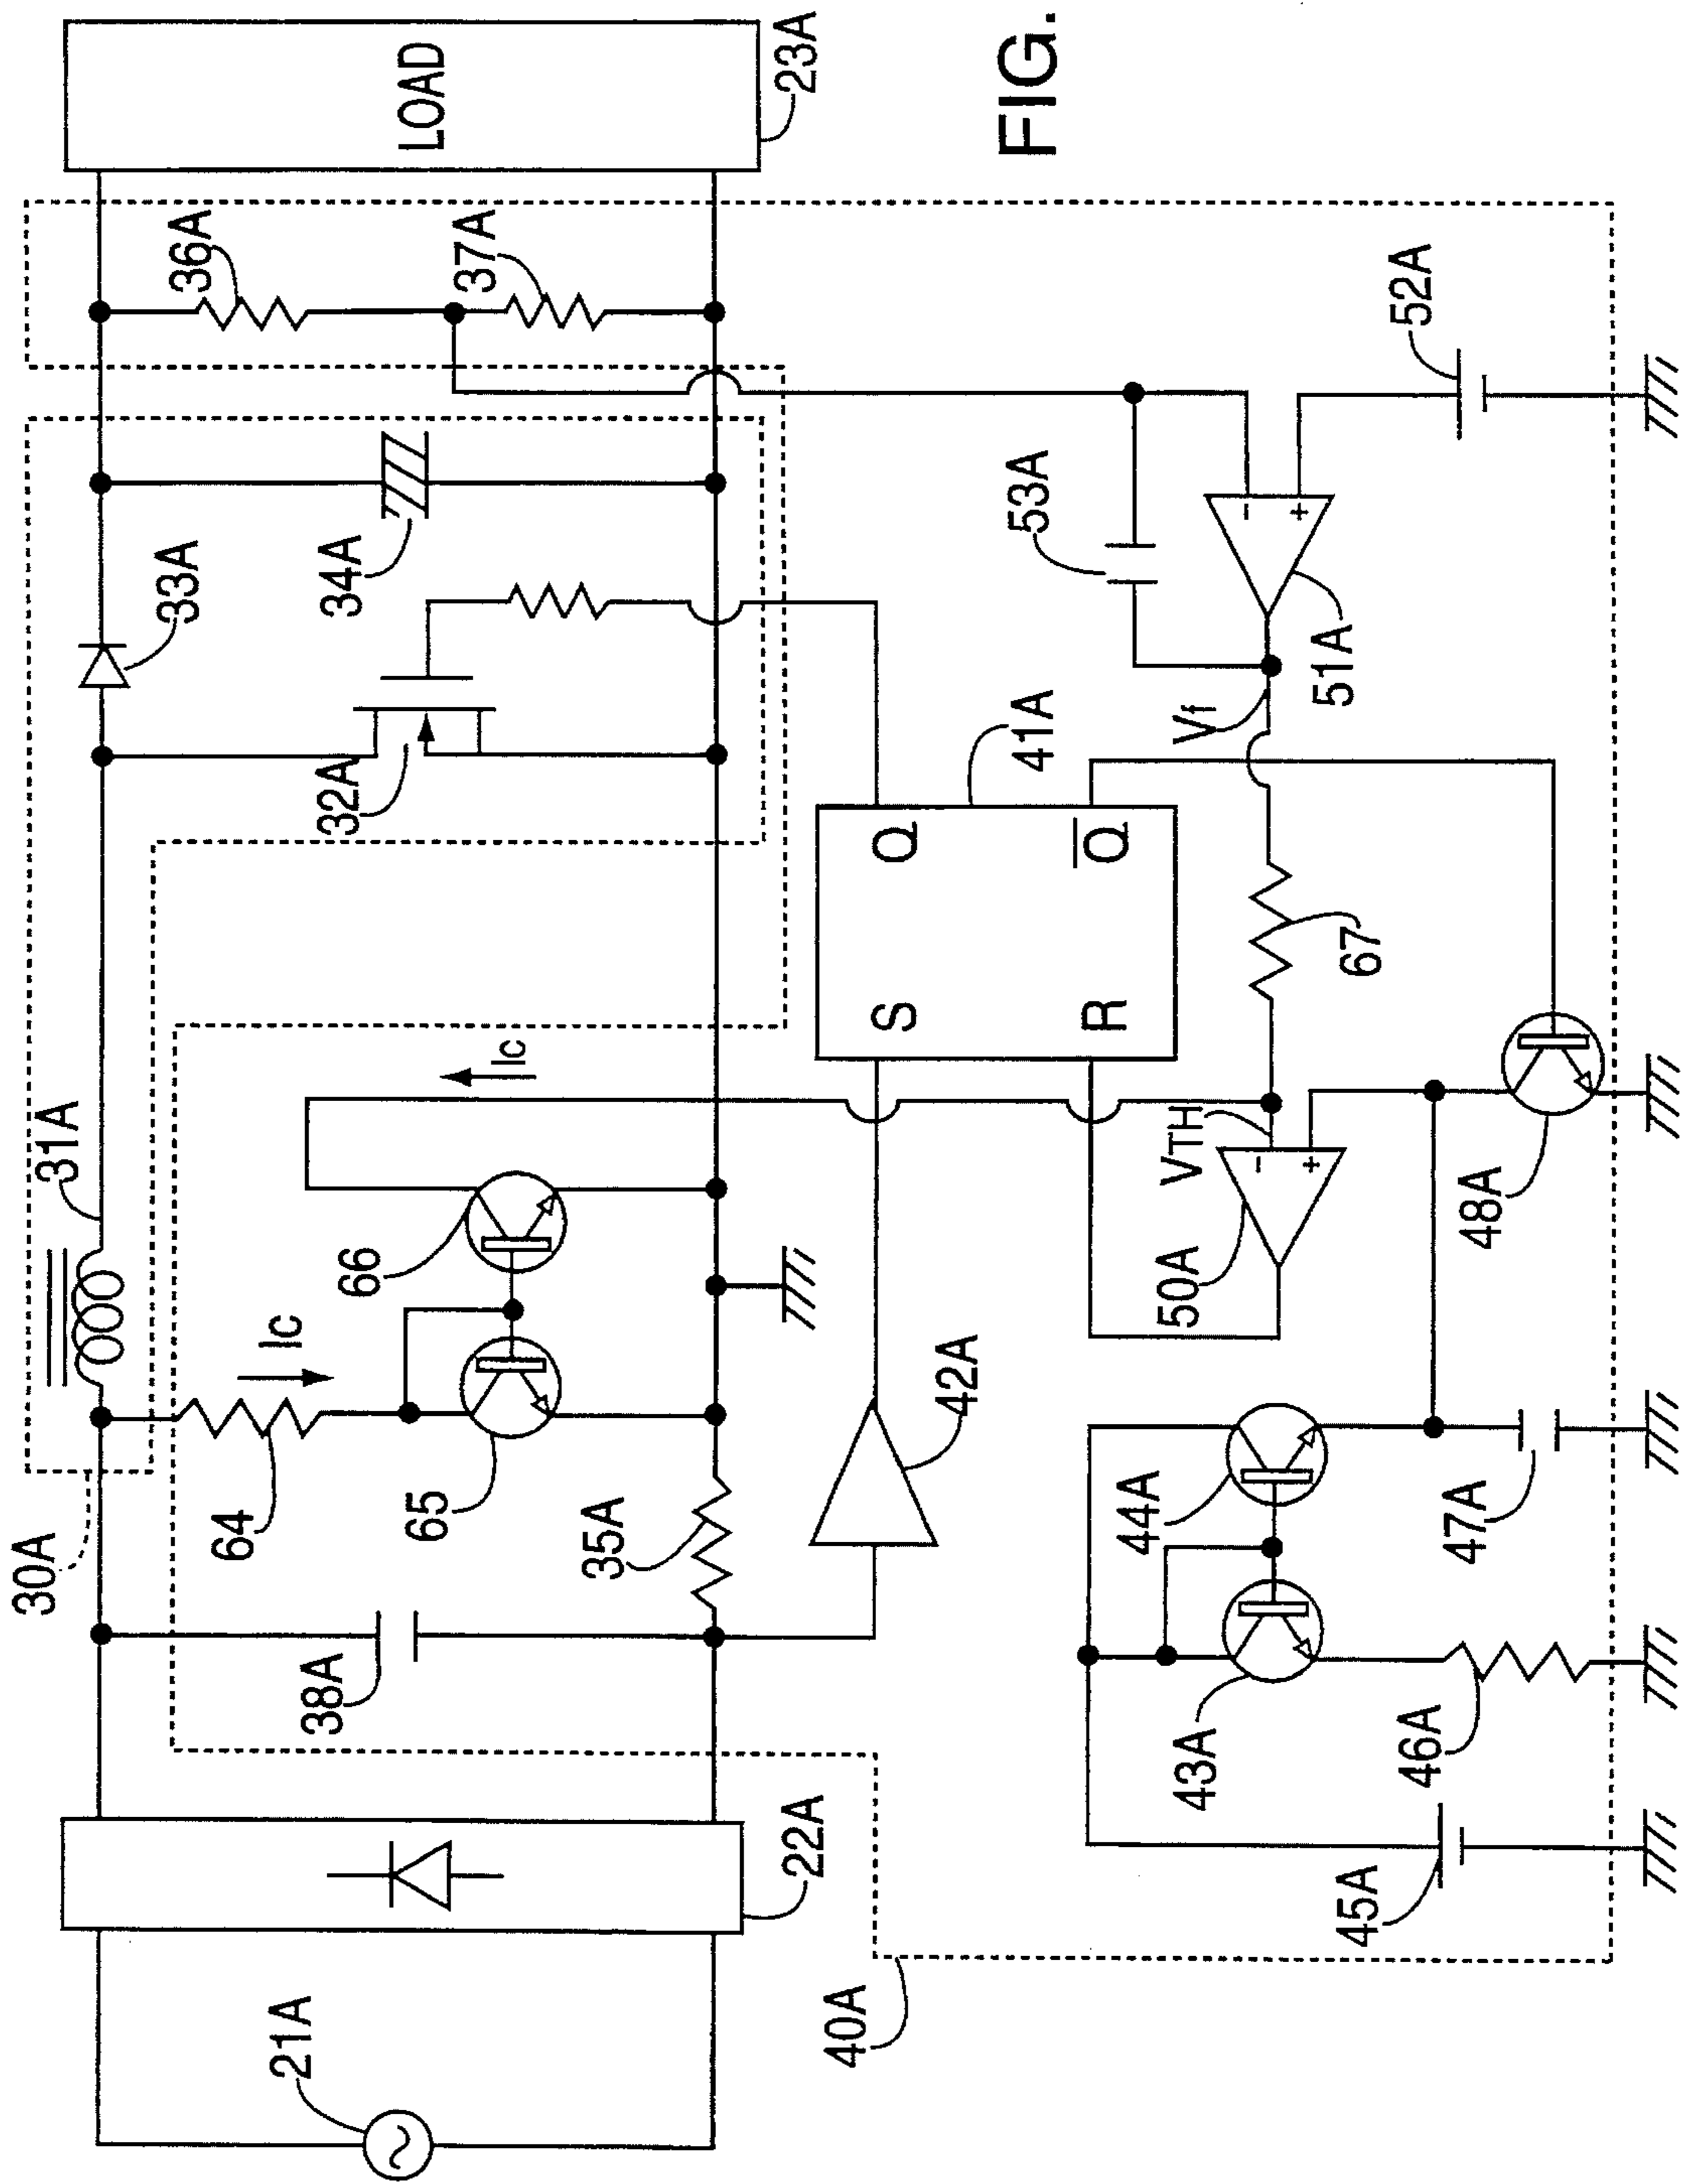 30A
31A
33A
LOAD
36A
37A
21A
22A
38A
64
Ic
65
66
Ic
32A
34A
35A
23A
FIG.
40A
42A
S
Q
R
Q
41A
53A
Vf
51A
52A
VTH
67
50A
45A
43A
44A
46A
47A
48A
-
+
-
+